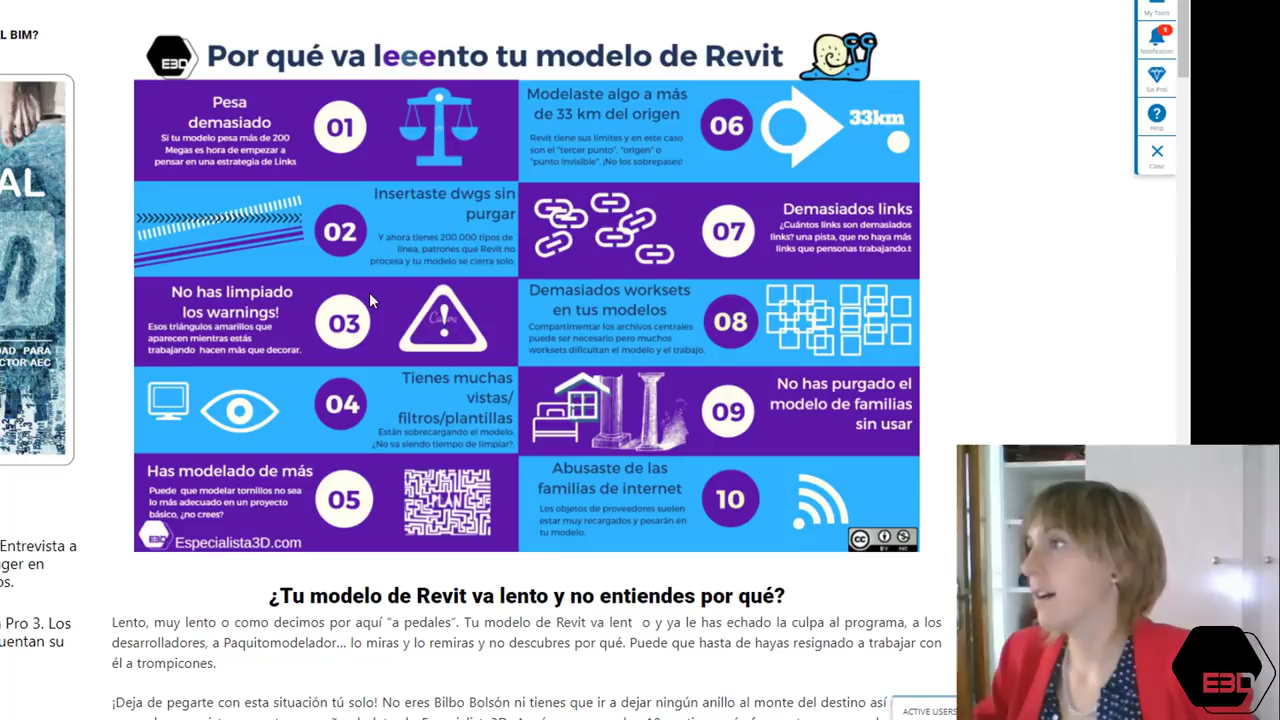 L BIM?
AL
DAD PARA
CTOR AEC
Entrevista a
ger en
s.
Pro 3. Los
uentan su
E3D
Por qué va leeeno tu modelo de Revit
Pesa
demasiado
Si tu modelo pesa más de 200
Megas es hora de empezar a
pensar en una estrategia de Links
01
02
Insertaste dwgs sin
purgar
Y ahora tienes 200.000 tipos de
línea, patrones que Revit no
procesa y tu modelo se cierra solo.
No has limpiado
los warnings!
Esos triángulos amarillos que
aparecen mientras estás
trabajando hacen más que decorar.
03
Canva
04
Tienes muchas
vistas/
filtros/plantillas
Están sobrecargando el modelo.
¿No va siendo tiempo de limpiar?.
Has modelado de más
Puede que modelar tornillos no sea
lo más adecuado en un proyecto
básico, ¿no crees?
05
PLAN
E3D
Especialista3D.com
Modelaste algo a más
de 33 km del origen
Revit tiene sus límites y en este caso
son el "tercer punto", "origen" o
"punto invisible", ¡No los sobrepases!
06
33km
07
Demasiados links
¿Cuántos links son demasiados
links? una pista, que no haya más
links que personas trabajando.t
Demasiados worksets
en tus modelos
Compartimentar los archivos centrales
puede ser necesario pero muchos
worksets dificultan el modelo y el trabajo.
08
09
No has purgado el
modelo de familias
sin usar
Abusaste de las
familias de internet
Los objetos de proveedores suelen
estar muy recargados y pesarán en
tu modelo.
10
cc
BY NC
¿Tu modelo de Revit va lento y no entiendes por qué?
Lento, muy lento o como decimos por aquí "a pedales". Tu modelo de Revit va lent o y ya le has echado la culpa al programa, a los
desarrolladores, a Paquitomodelador... lo miras y lo remiras y no descubres por qué. Puede que hasta de hayas resignado a trabajar con
él a trompicones.
¡Deja de pegarte con esta situación tú solo! No eres Bilbo Bolsón ni tienes que ir a dejar ningún anillo al monte del destino así
ACTIVE USERS
My Tools
1
Notification
Go Pro!
Help
Close
E3D